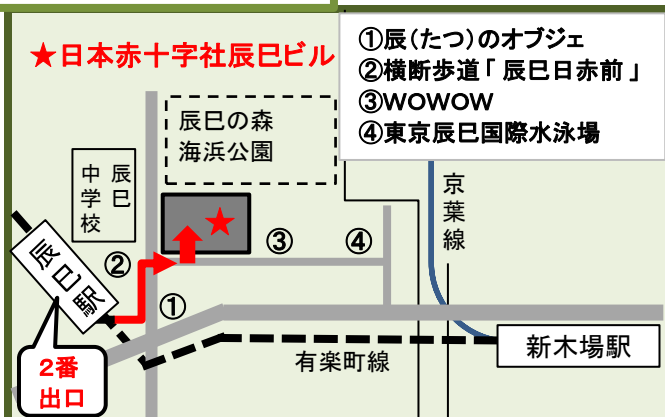 ★日本赤十字社辰巳ビル
①辰(たつ)のオブジェ
②横断歩道「辰巳日赤前」
③WOWOW
④東京辰巳国際水泳場
辰巳の森
海浜公園
辰巳
中学校
京葉線
★
③
④
②
辰巳駅
①
新木場駅
有楽町線
2番
出口